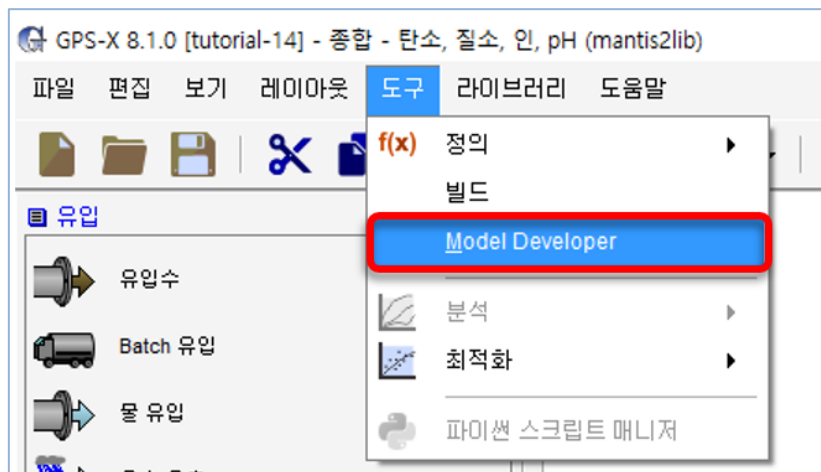 GPS-X 8.1.0 [tutorial-14] - 종합 - 탄소, 질소, 인, pH (mantis2lib)
파일 편집 보기 레이아웃 도구 라이브러리 도움말
f(x) 정의
빌드
Model Developer
분석
최적화
파이썬 스크립트 매니저
유입
유입수
Batch 유입
물 유입